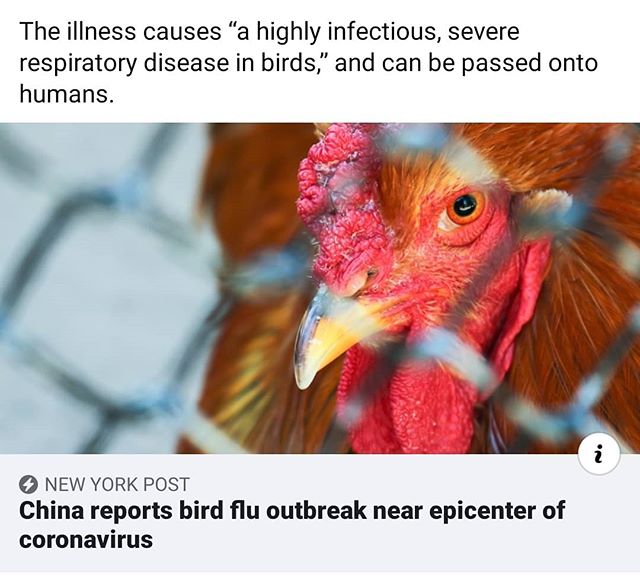 The illness causes “a highly infectious, severe
respiratory disease in birds,” and can be passed onto
humans.
i
NEW YORK POST
China reports bird flu outbreak near epicenter of
coronavirus